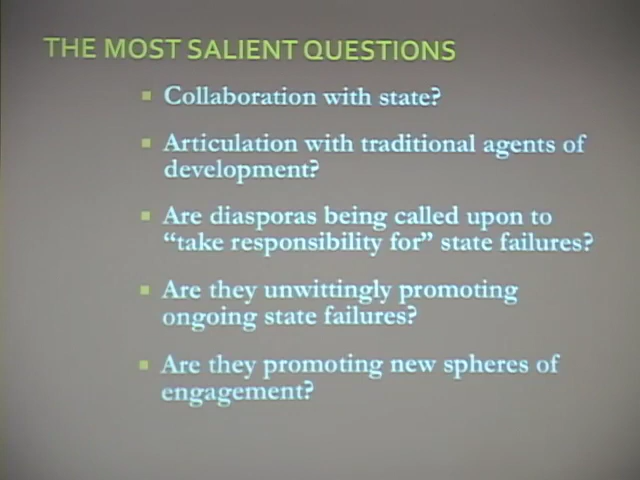 THE MOST SALIENT QUESTIONS
Collaboration with state?
Articulation with traditional agents of
development?
Are diasporas being called upon to
“take responsibility for” state failures?
Are they unwittingly promoting
ongoing state failures?
Are they promoting new spheres of
engagement?